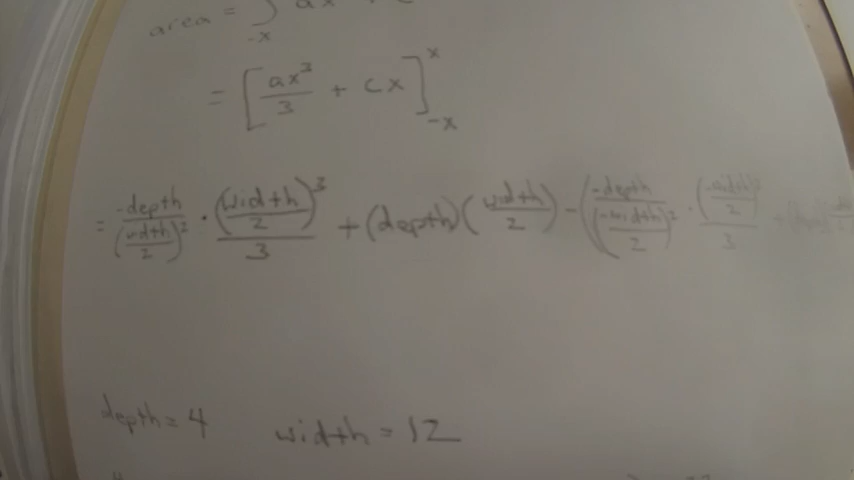 area = ∫_{-x} ax
= [ax³/3 + cx]_{-x}^{x}
= -depth/(width/2)² · (width/2)³/3 + (depth)(width/2) - (-depth/(-width/2)² · (-width/2)³/3 +
depth = 4 width = 12